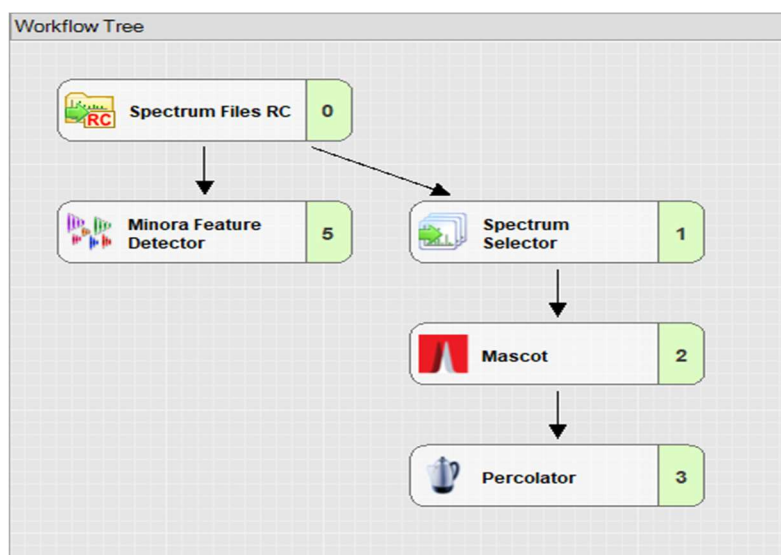 Workflow Tree
RC
Spectrum Files RC 0
Minora Feature
Detector
5
Spectrum
Selector
1
Mascot 2
Percolator 3